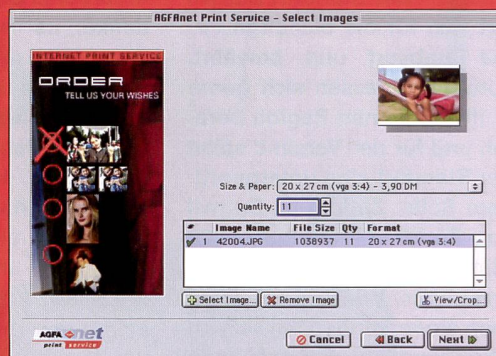 AGFAnet Print Service - Select Images
INTERNET PRINT SERVICE
ORDER
TELL US YOUR WISHES
Size & Paper: 20 x 27 cm (vga 3:4) - 3,90 DM
Quantity: 11
# Image Name File Size Qty Format
1 42004.JPG 1038937 11 20 x 27 cm (vga 3:4)
Select Image... Remove Image View/Crop...
AGFA net
print service
Cancel Back Next